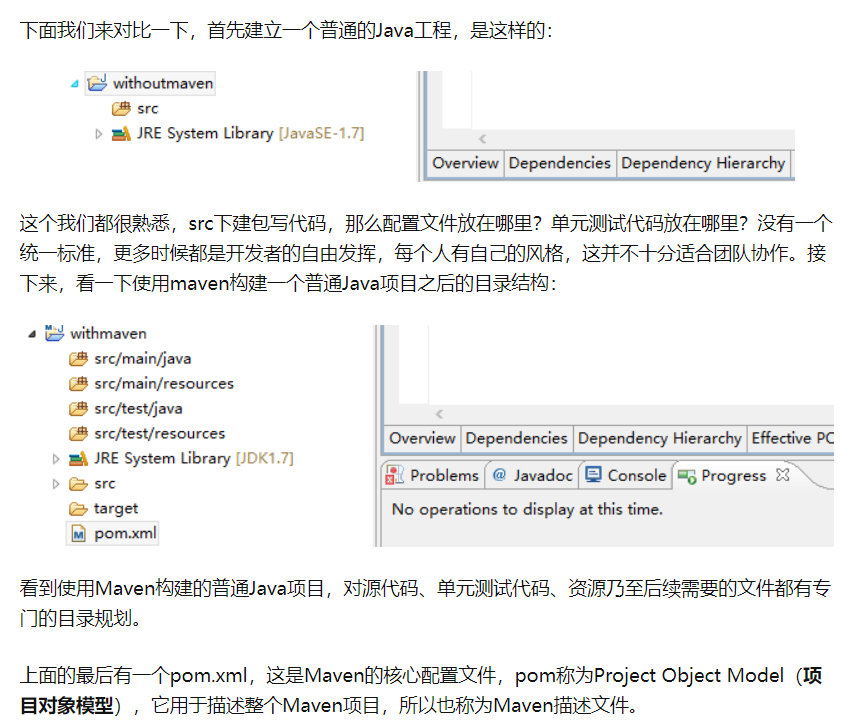 下面我们来对比一下，首先建立一个普通的Java工程，是这样的：
withoutmaven
src
JRE System Library [JavaSE-1.7]
Overview Dependencies Dependency Hierarchy
这个我们都很熟悉，src下建包写代码，那么配置文件放在哪里？单元测试代码放在哪里？没有一个
统一标准，更多时候都是开发者的自由发挥，每个人有自己的风格，这并不十分适合团队协作。接
下来，看一下使用maven构建一个普通Java项目之后的目录结构：
withmaven
src/main/java
src/main/resources
src/test/java
src/test/resources
JRE System Library [JDK1.7]
src
target
pom.xml
Overview Dependencies Dependency Hierarchy Effective PO
Problems Javadoc Console Progress
No operations to display at this time.
看到使用Maven构建的普通Java项目，对源代码、单元测试代码、资源乃至后续需要的文件都有专
门的目录规划。
上面的最后有一个pom.xml，这是Maven的核心配置文件，pom称为Project Object Model（项
目对象模型），它用于描述整个Maven项目，所以也称为Maven描述文件。